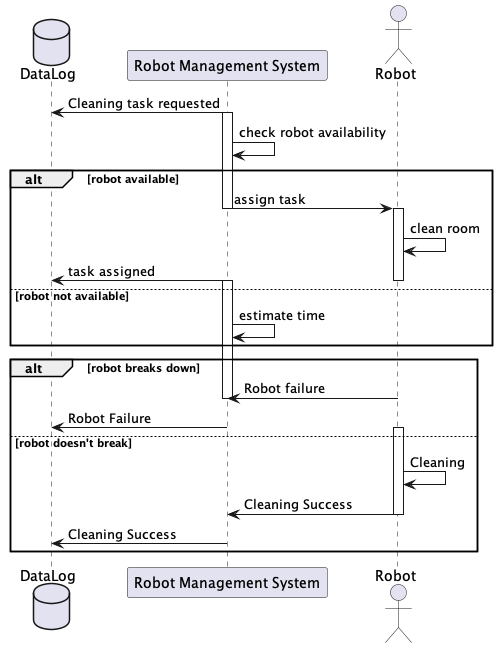 DataLog
Robot Management System
Robot
Cleaning task requested
check robot availability
alt
[robot available]
assign task
clean room
task assigned
[robot not available]
estimate time
alt
[robot breaks down]
Robot failure
Robot Failure
[robot doesn't break]
Cleaning
Cleaning Success
Cleaning Success
DataLog
Robot Management System
Robot